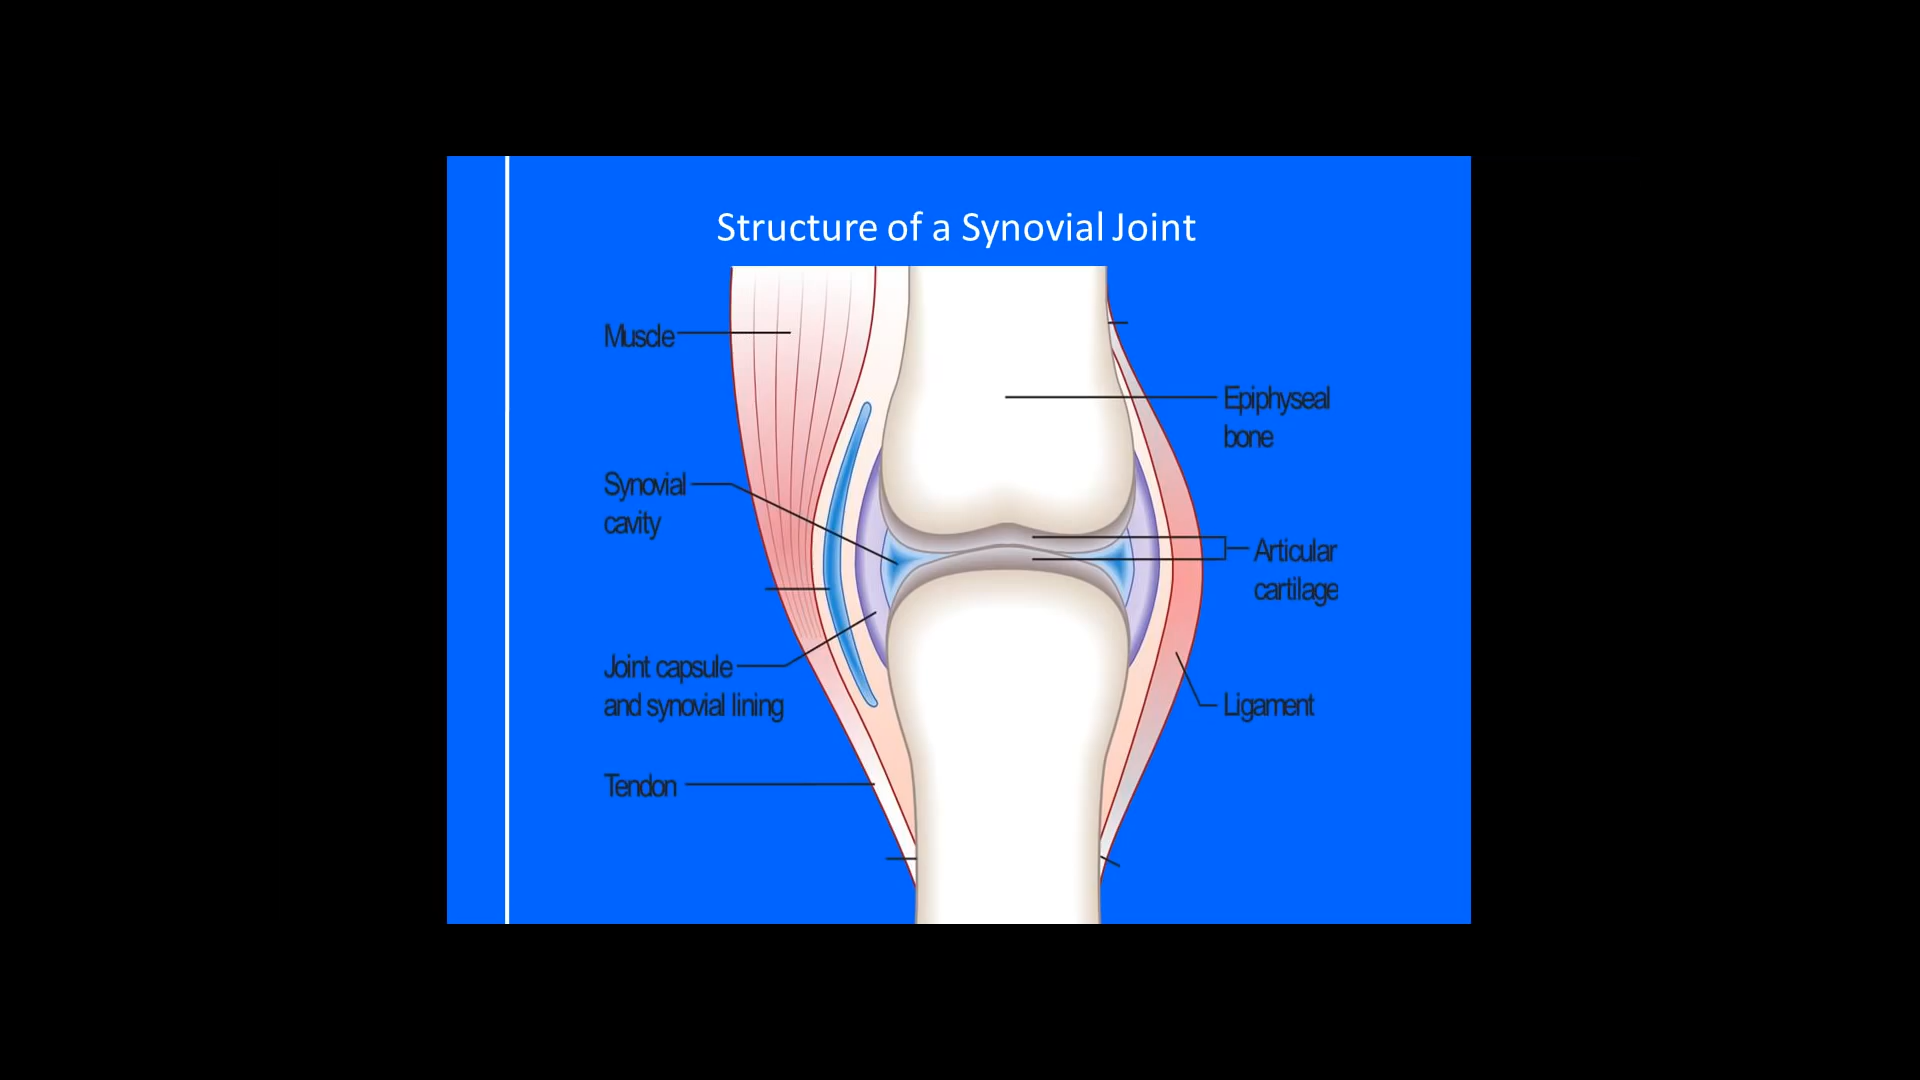 Structure of a Synovial Joint
Muscle
Epiphyseal
bone
Synovial
cavity
Articular
cartilage
Joint capsule
and synovial lining
Ligament
Tendon